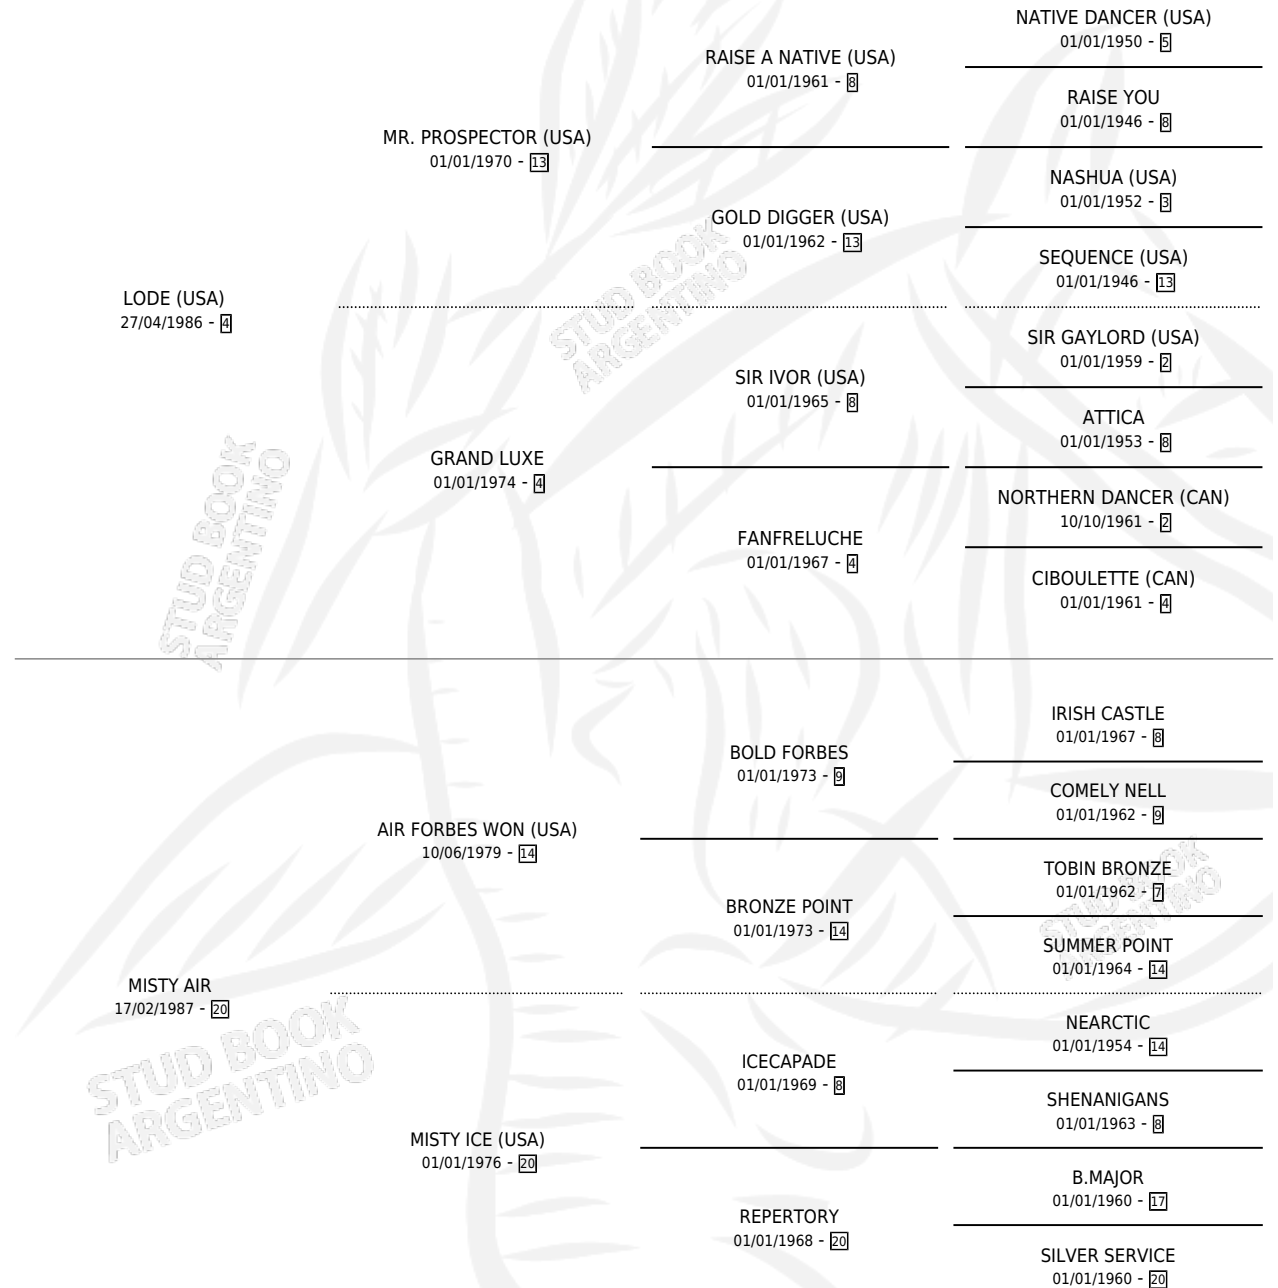 NATIVE DANCER (USA)
01/01/1950 - 5
RAISE A NATIVE (USA)
01/01/1961 - 8
RAISE YOU
01/01/1946 - 8
MR. PROSPECTOR (USA)
01/01/1970 - 13
NASHUA (USA)
01/01/1952 - 3
GOLD DIGGER (USA)
01/01/1962 - 13
SEQUENCE (USA)
01/01/1946 - 13
LODE (USA)
27/04/1986 - 4
STUD BOOK
ARGENTINO
SIR GAYLORD (USA)
01/01/1959 - 2
SIR IVOR (USA)
01/01/1965 - 8
ATTICA
01/01/1953 - 8
GRAND LUXE
01/01/1974 - 4
STUD BOOK
ARGENTINO
NORTHERN DANCER (CAN)
10/10/1961 - 2
FANFRELUCHE
01/01/1967 - 4
CIBOULETTE (CAN)
01/01/1961 - 4
IRISH CASTLE
01/01/1967 - 8
BOLD FORBES
01/01/1973 - 9
COMELY NELL
01/01/1962 - 9
AIR FORBES WON (USA)
10/06/1979 - 14
TOBIN BRONZE
01/01/1962 - 7
STUD BOOK
ARGENTINO
BRONZE POINT
01/01/1973 - 14
SUMMER POINT
01/01/1964 - 14
MISTY AIR
17/02/1987 - 20
STUD BOOK
ARGENTINO
NEARCTIC
01/01/1954 - 14
ICECAPADE
01/01/1969 - 8
SHENANIGANS
01/01/1963 - 8
MISTY ICE (USA)
01/01/1976 - 20
B.MAJOR
01/01/1960 - 17
REPERTORY
01/01/1968 - 20
SILVER SERVICE
01/01/1960 - 20